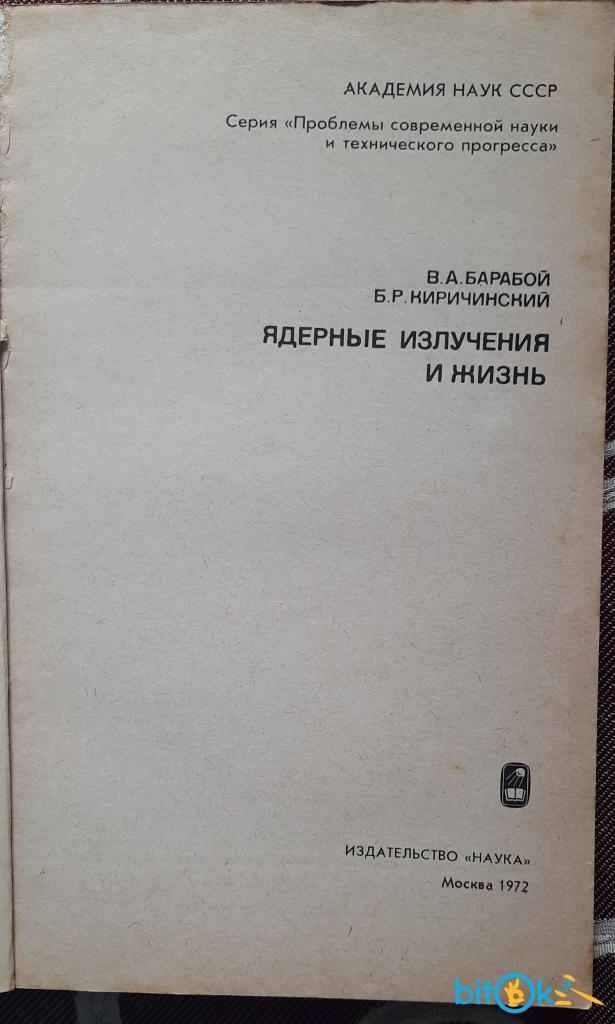 АКАДЕМИЯ НАУК СССР
Серия «Проблемы современной науки
и технического прогресса»
В.А.БАРАБОЙ
Б.Р.КИРИЧИНСКИЙ
ЯДЕРНЫЕ ИЗЛУЧЕНИЯ
И ЖИЗНЬ
ИЗДАТЕЛЬСТВО «НАУКА»
Москва 1972
bitOk